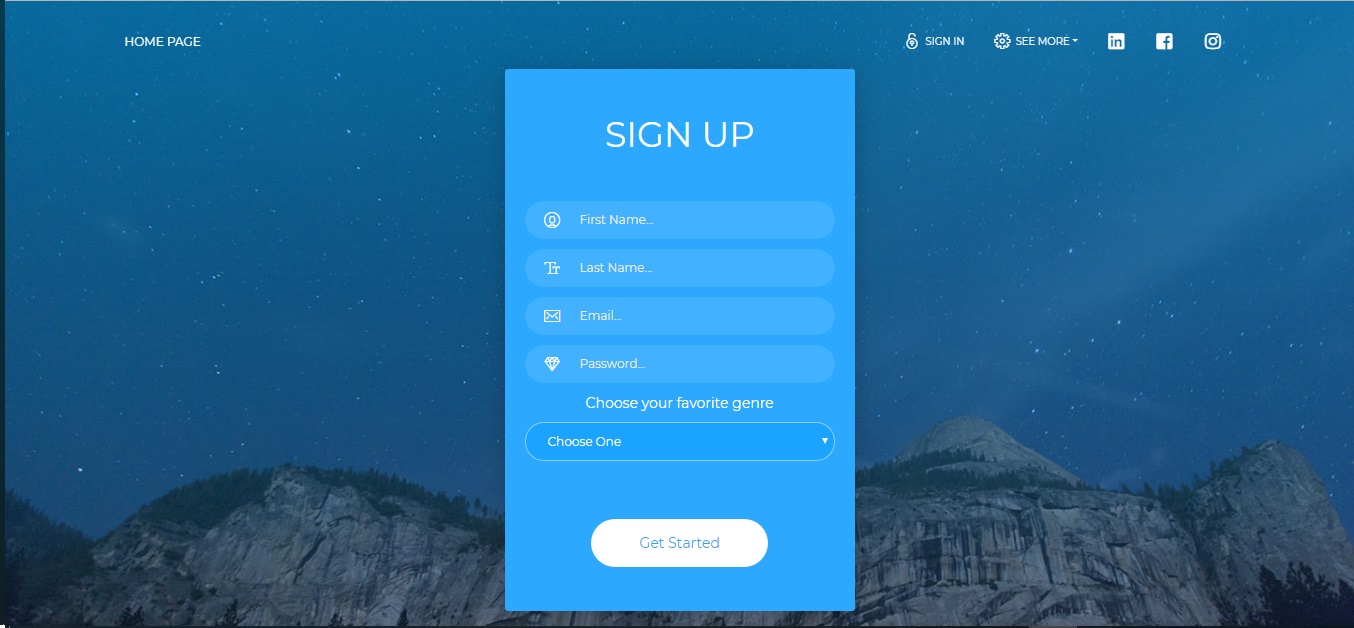 HOME PAGE
SIGN IN
SEE MORE
SIGN UP
First Name...
Last Name...
Email...
Password...
Choose your favorite genre
Choose One
Get Started